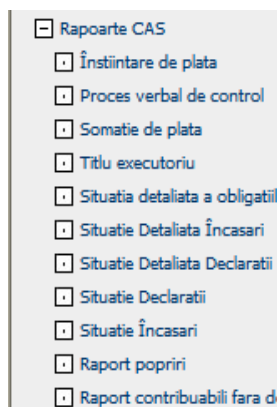 Rapoarte CAS
Înstiintare de plata
Proces verbal de control
Somatie de plata
Titlu executoriu
Situatia detaliata a obligatiil
Situatie Detaliata Încasari
Situatie Detaliata Declaratii
Situatie Declaratii
Situatie Încasari
Raport popriri
Raport contribuabili fara d